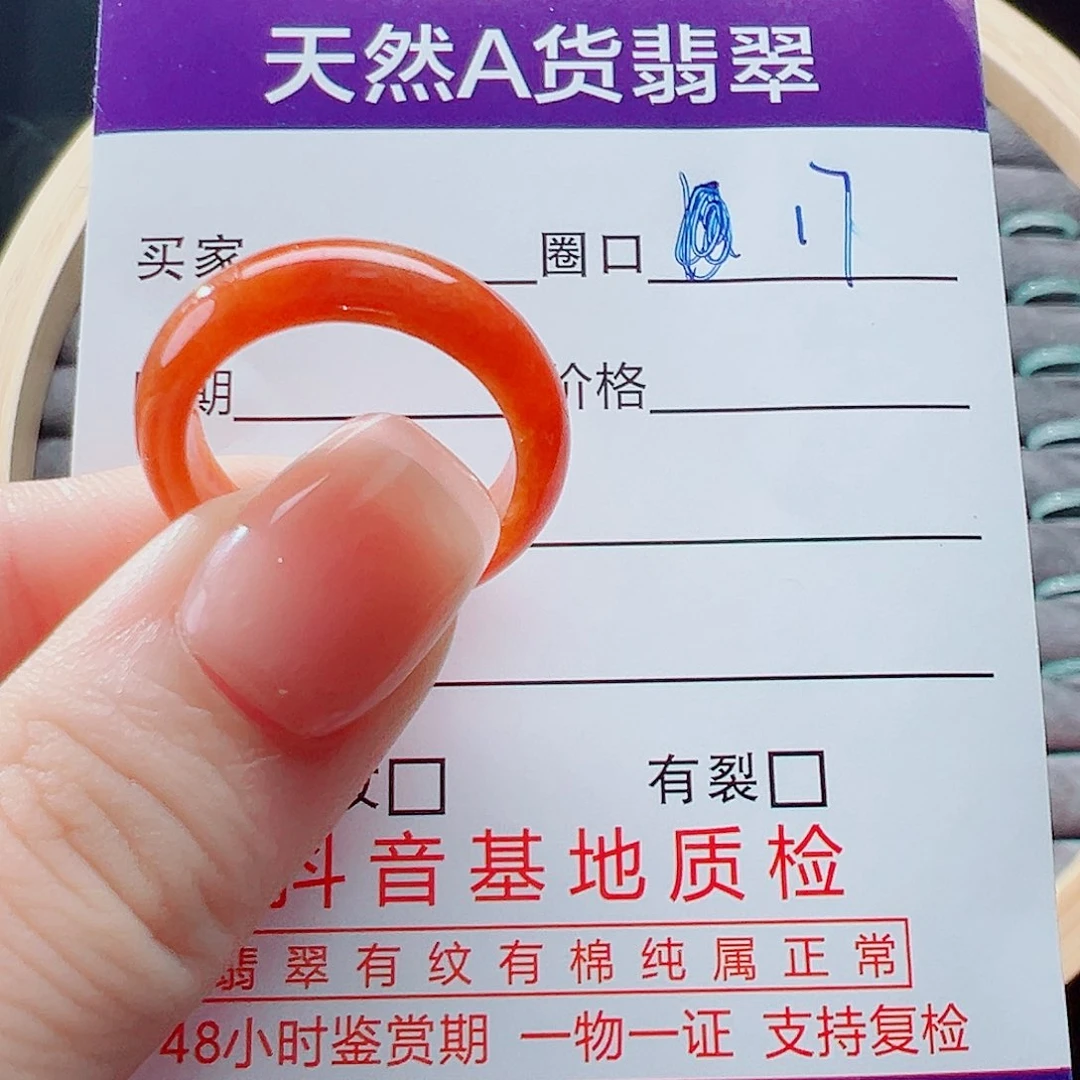 天然A货翡翠
买家 圈口 17
期 价格
有裂
抖音基地质检
翡翠有纹有棉纯属正常
48小时鉴赏期 一物一证 支持复检